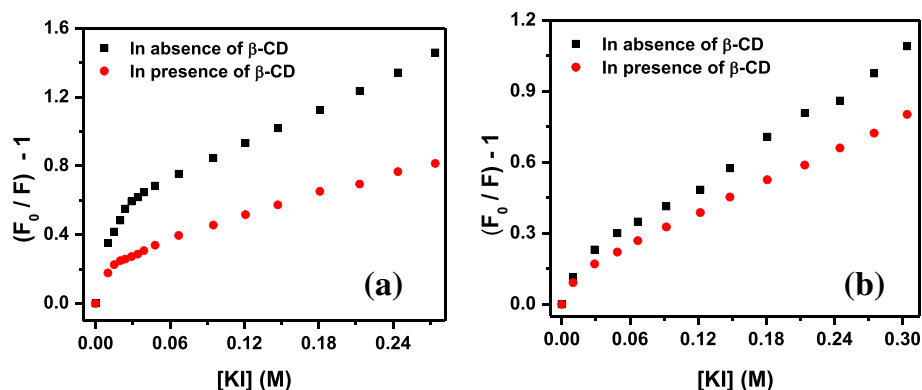 1.6
In absence of β-CD
In presence of β-CD
1.2
0.8
0.4
0.0
(F₀ / F) - 1
(a)
0.00 0.06 0.12 0.18 0.24
[KI] (M)
1.2
In absence of β-CD
In presence of β-CD
0.9
0.6
0.3
0.0
(F₀ / F) - 1
(b)
0.00 0.06 0.12 0.18 0.24 0.30
[KI] (M)